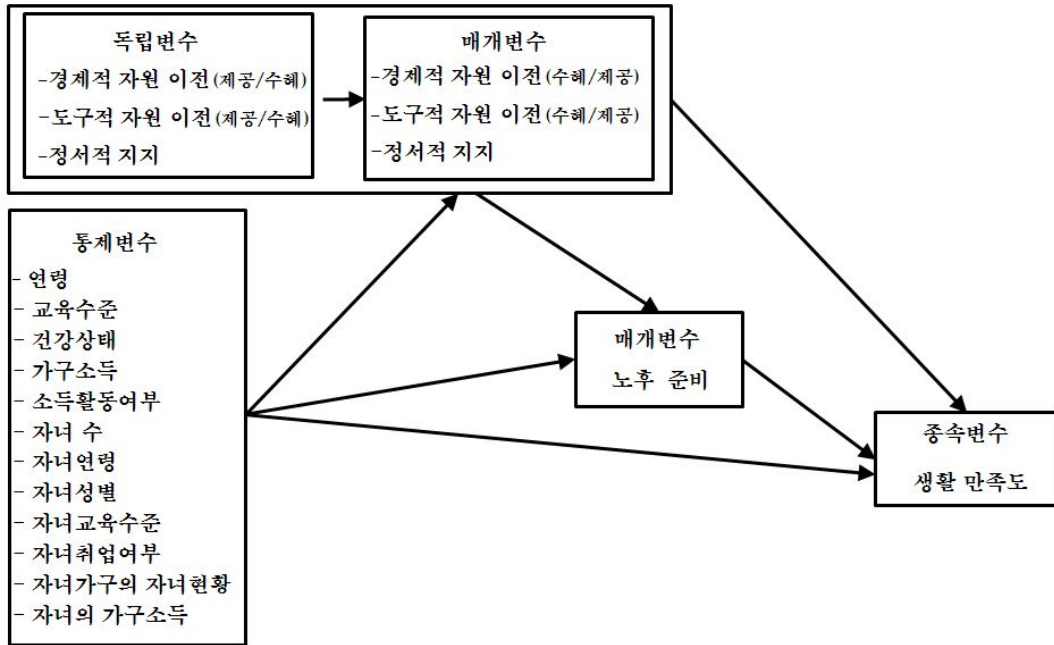 독립변수
-경제적 자원 이전(제공/수혜)
-도구적 자원 이전(제공/수혜)
-정서적 지지
매개변수
-경제적 자원 이전(수혜/제공)
-도구적 자원 이전(수혜/제공)
-정서적 지지
통제변수
- 연령
- 교육수준
- 건강상태
- 가구소득
- 소득활동여부
- 자녀 수
- 자녀연령
- 자녀성별
- 자녀교육수준
- 자녀취업여부
- 자녀가구의 자녀현황
- 자녀의 가구소득
매개변수
노후 준비
종속변수
생활 만족도